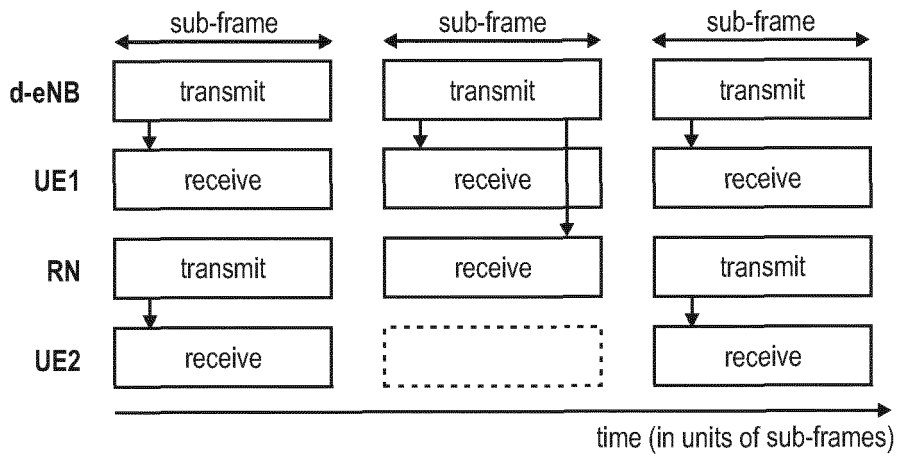 sub-frame sub-frame sub-frame
d-eNB transmit transmit transmit
UE1 receive receive receive
RN transmit receive transmit
UE2 receive receive
time (in units of sub-frames)